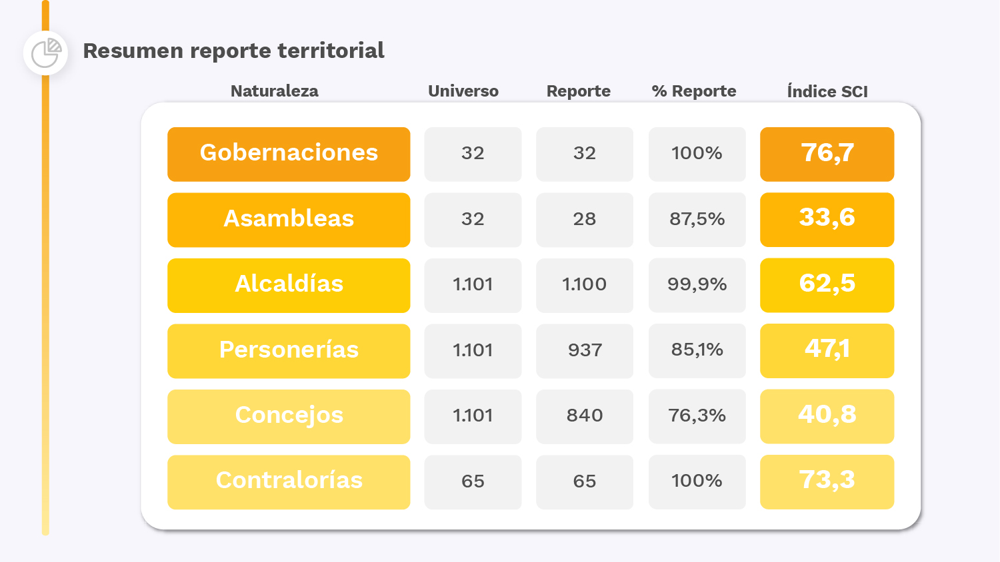 Resumen reporte territorial
Naturaleza Universo Reporte % Reporte Índice SCI
Gobernaciones 32 32 100% 76,7
Asambleas 32 28 87,5% 33,6
Alcaldías 1.101 1.100 99,9% 62,5
Personerías 1.101 937 85,1% 47,1
Concejos 1.101 840 76,3% 40,8
Contralorías 65 65 100% 73,3